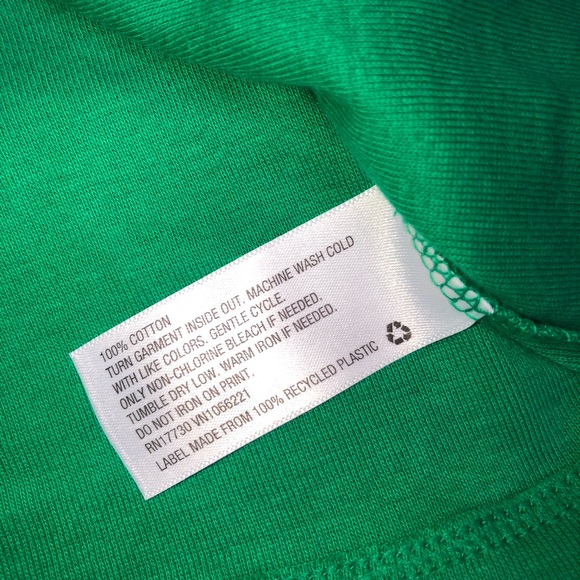 100% COTTON
TURN GARMENT INSIDE OUT. MACHINE WASH COLD
WITH LIKE COLORS. GENTLE CYCLE.
ONLY NON-CHLORINE BLEACH IF NEEDED.
TUMBLE DRY LOW. WARM IRON IF NEEDED.
DO NOT IRON ON PRINT.
RN17730 VN1066221
LABEL MADE FROM 100% RECYCLED PLASTIC